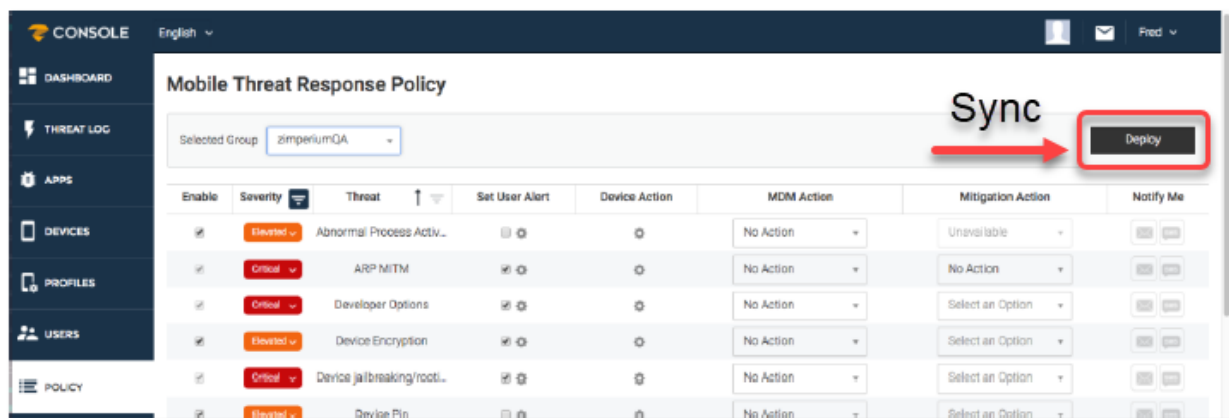 CONSOLE English Fred
DASHBOARD
Mobile Threat Response Policy
Sync
THREAT LOG
Selected Group zimperiumQA Deploy
APPS
Enable Severity Threat Set User Alert Device Action MDM Action Mitigation Action Notify Me
DEVICES
Elevated Abnormal Process Activ... No Action Unavailable
Critical ARP MITM No Action No Action
PROFILES
Critical Developer Options No Action Select an Option
USERS
Elevated Device Encryption No Action Select an Option
POLICY
Critical Device jailbreaking/rooti... No Action Select an Option
Elevated Device Pin No Action Select an Option